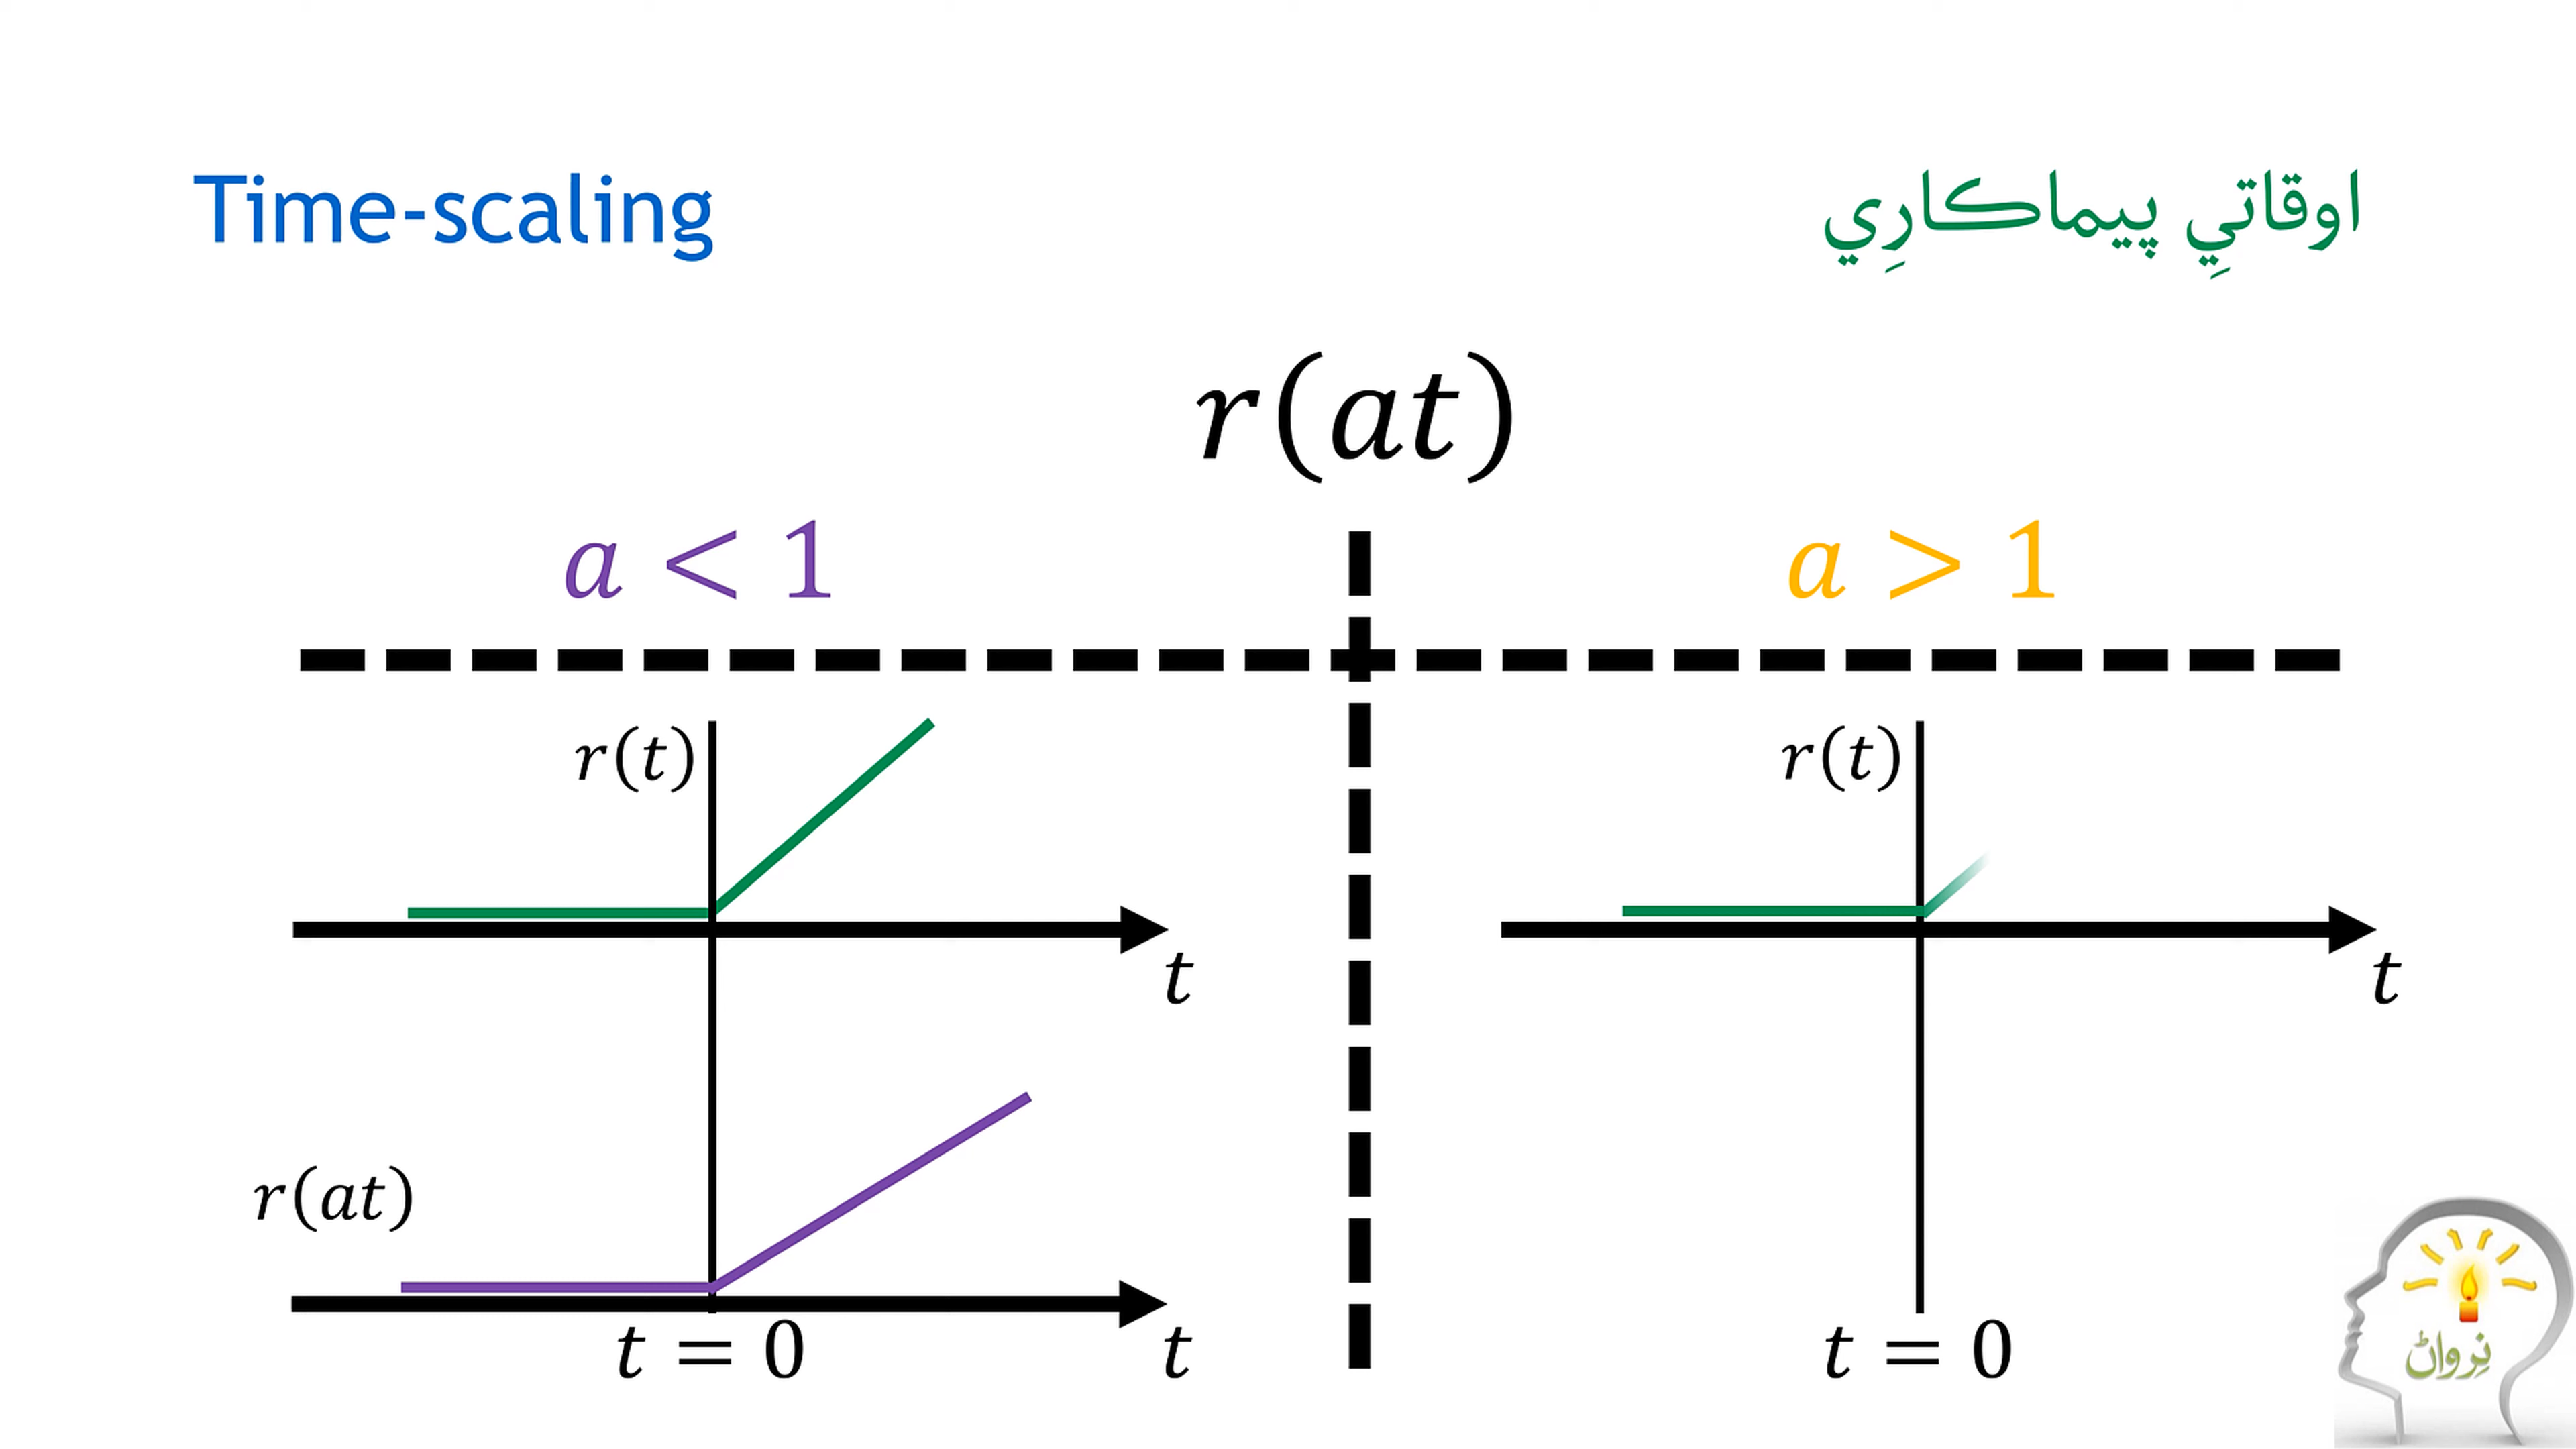 Time-scaling
اوقاتيِ پيماڪارِي
r(at)
a < 1
a > 1
r(t)
t
r(at)
t = 0
t
r(t)
t
t = 0
نِرواڻ